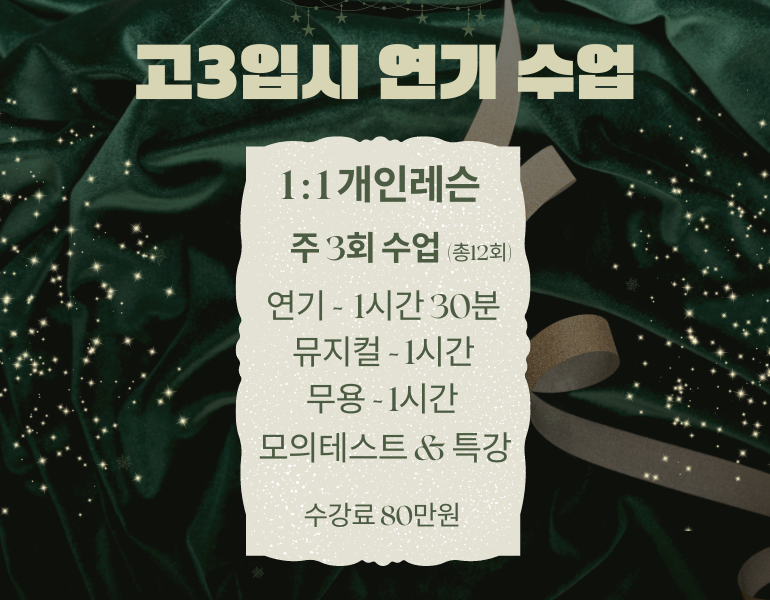 고3입시 연기 수업
1:1 개인레슨
주 3회 수업 (총12회)
연기 - 1시간 30분
뮤지컬 - 1시간
무용 - 1시간
모의테스트 & 특강
수강료 80만원